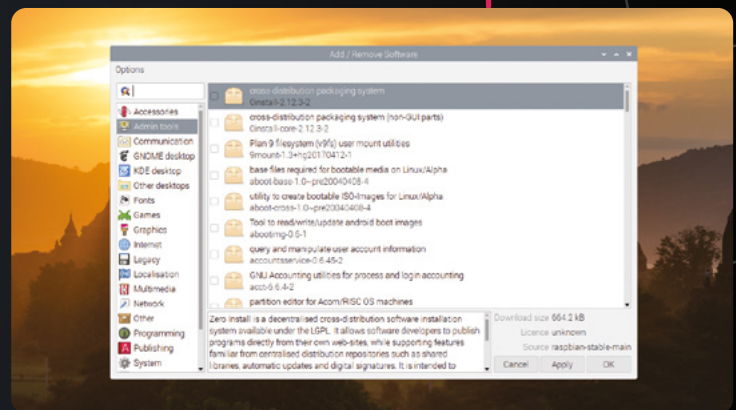 Add / Remove Software
Options
Accessories
Admin tools
Communication
GNOME desktop
KDE desktop
Other desktops
Fonts
Games
Graphics
Internet
Legacy
Localisation
Multimedia
Network
Other
Programming
Publishing
System
cross-distribution packaging system
0install-2.12.3-2
cross-distribution packaging system (non-GUI parts)
0install-core-2.12.3-2
Plan 9 filesystem (v9fs) user mount utilities
9mount-1.3+hg20170412-1
base files required for bootable media on Linux/Alpha
aboot-base-1.0~pre20040408-4
utility to create bootable ISO-Images for Linux/Alpha
aboot-cross-1.0~pre20040408-4
Tool to read/write/update android boot images
abootimg-0.6-1
query and manipulate user account information
accountsservice-0.6.45-2
GNU Accounting utilities for process and login accounting
acct-6.6.4-2
partition editor for Acorn/RISC OS machines
Zero Install is a decentralised cross-distribution software installation
system available under the LGPL. It allows software developers to publish
programs directly from their own web-sites, while supporting features
familiar from centralised distribution repositories such as shared
libraries, automatic updates and digital signatures. It is intended to
Download size 664.2 kB
Licence unknown
Source raspbian-stable-main
Cancel
Apply
OK